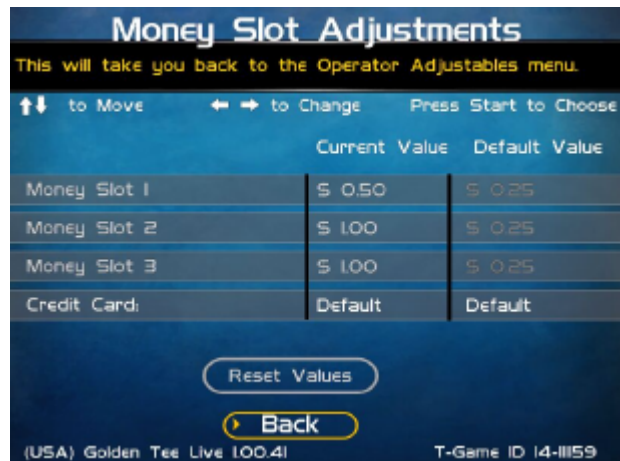 Money Slot Adjustments
This will take you back to the Operator Adjustables menu.
to Move to Change Press Start to Choose
Current Value Default Value
Money Slot 1 $ 0.50 $ 0.25
Money Slot 2 $ 1.00 $ 0.25
Money Slot 3 $ 1.00 $ 0.25
Credit Card: Default Default
Reset Values
Back
(USA) Golden Tee Live 1.00.41 T-Game ID 14-11159